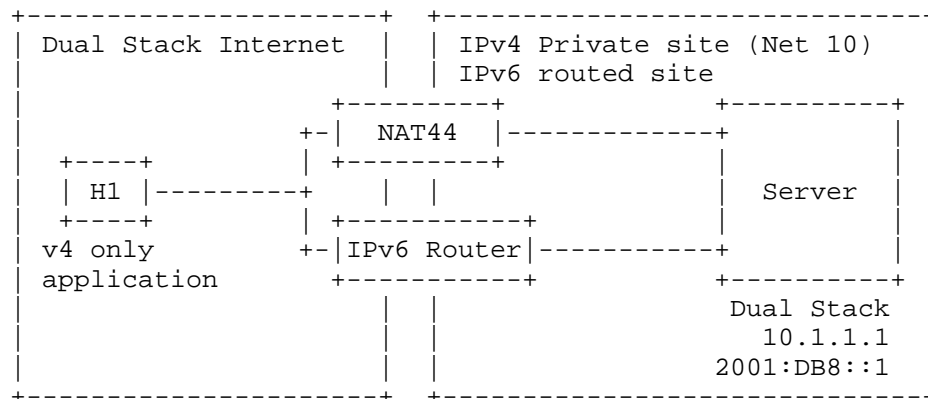 Dual Stack Internet
IPv4 Private site (Net 10)
IPv6 routed site
NAT44
H1
Server
v4 only
IPv6 Router
application
Dual Stack
10.1.1.1
2001:DB8::1